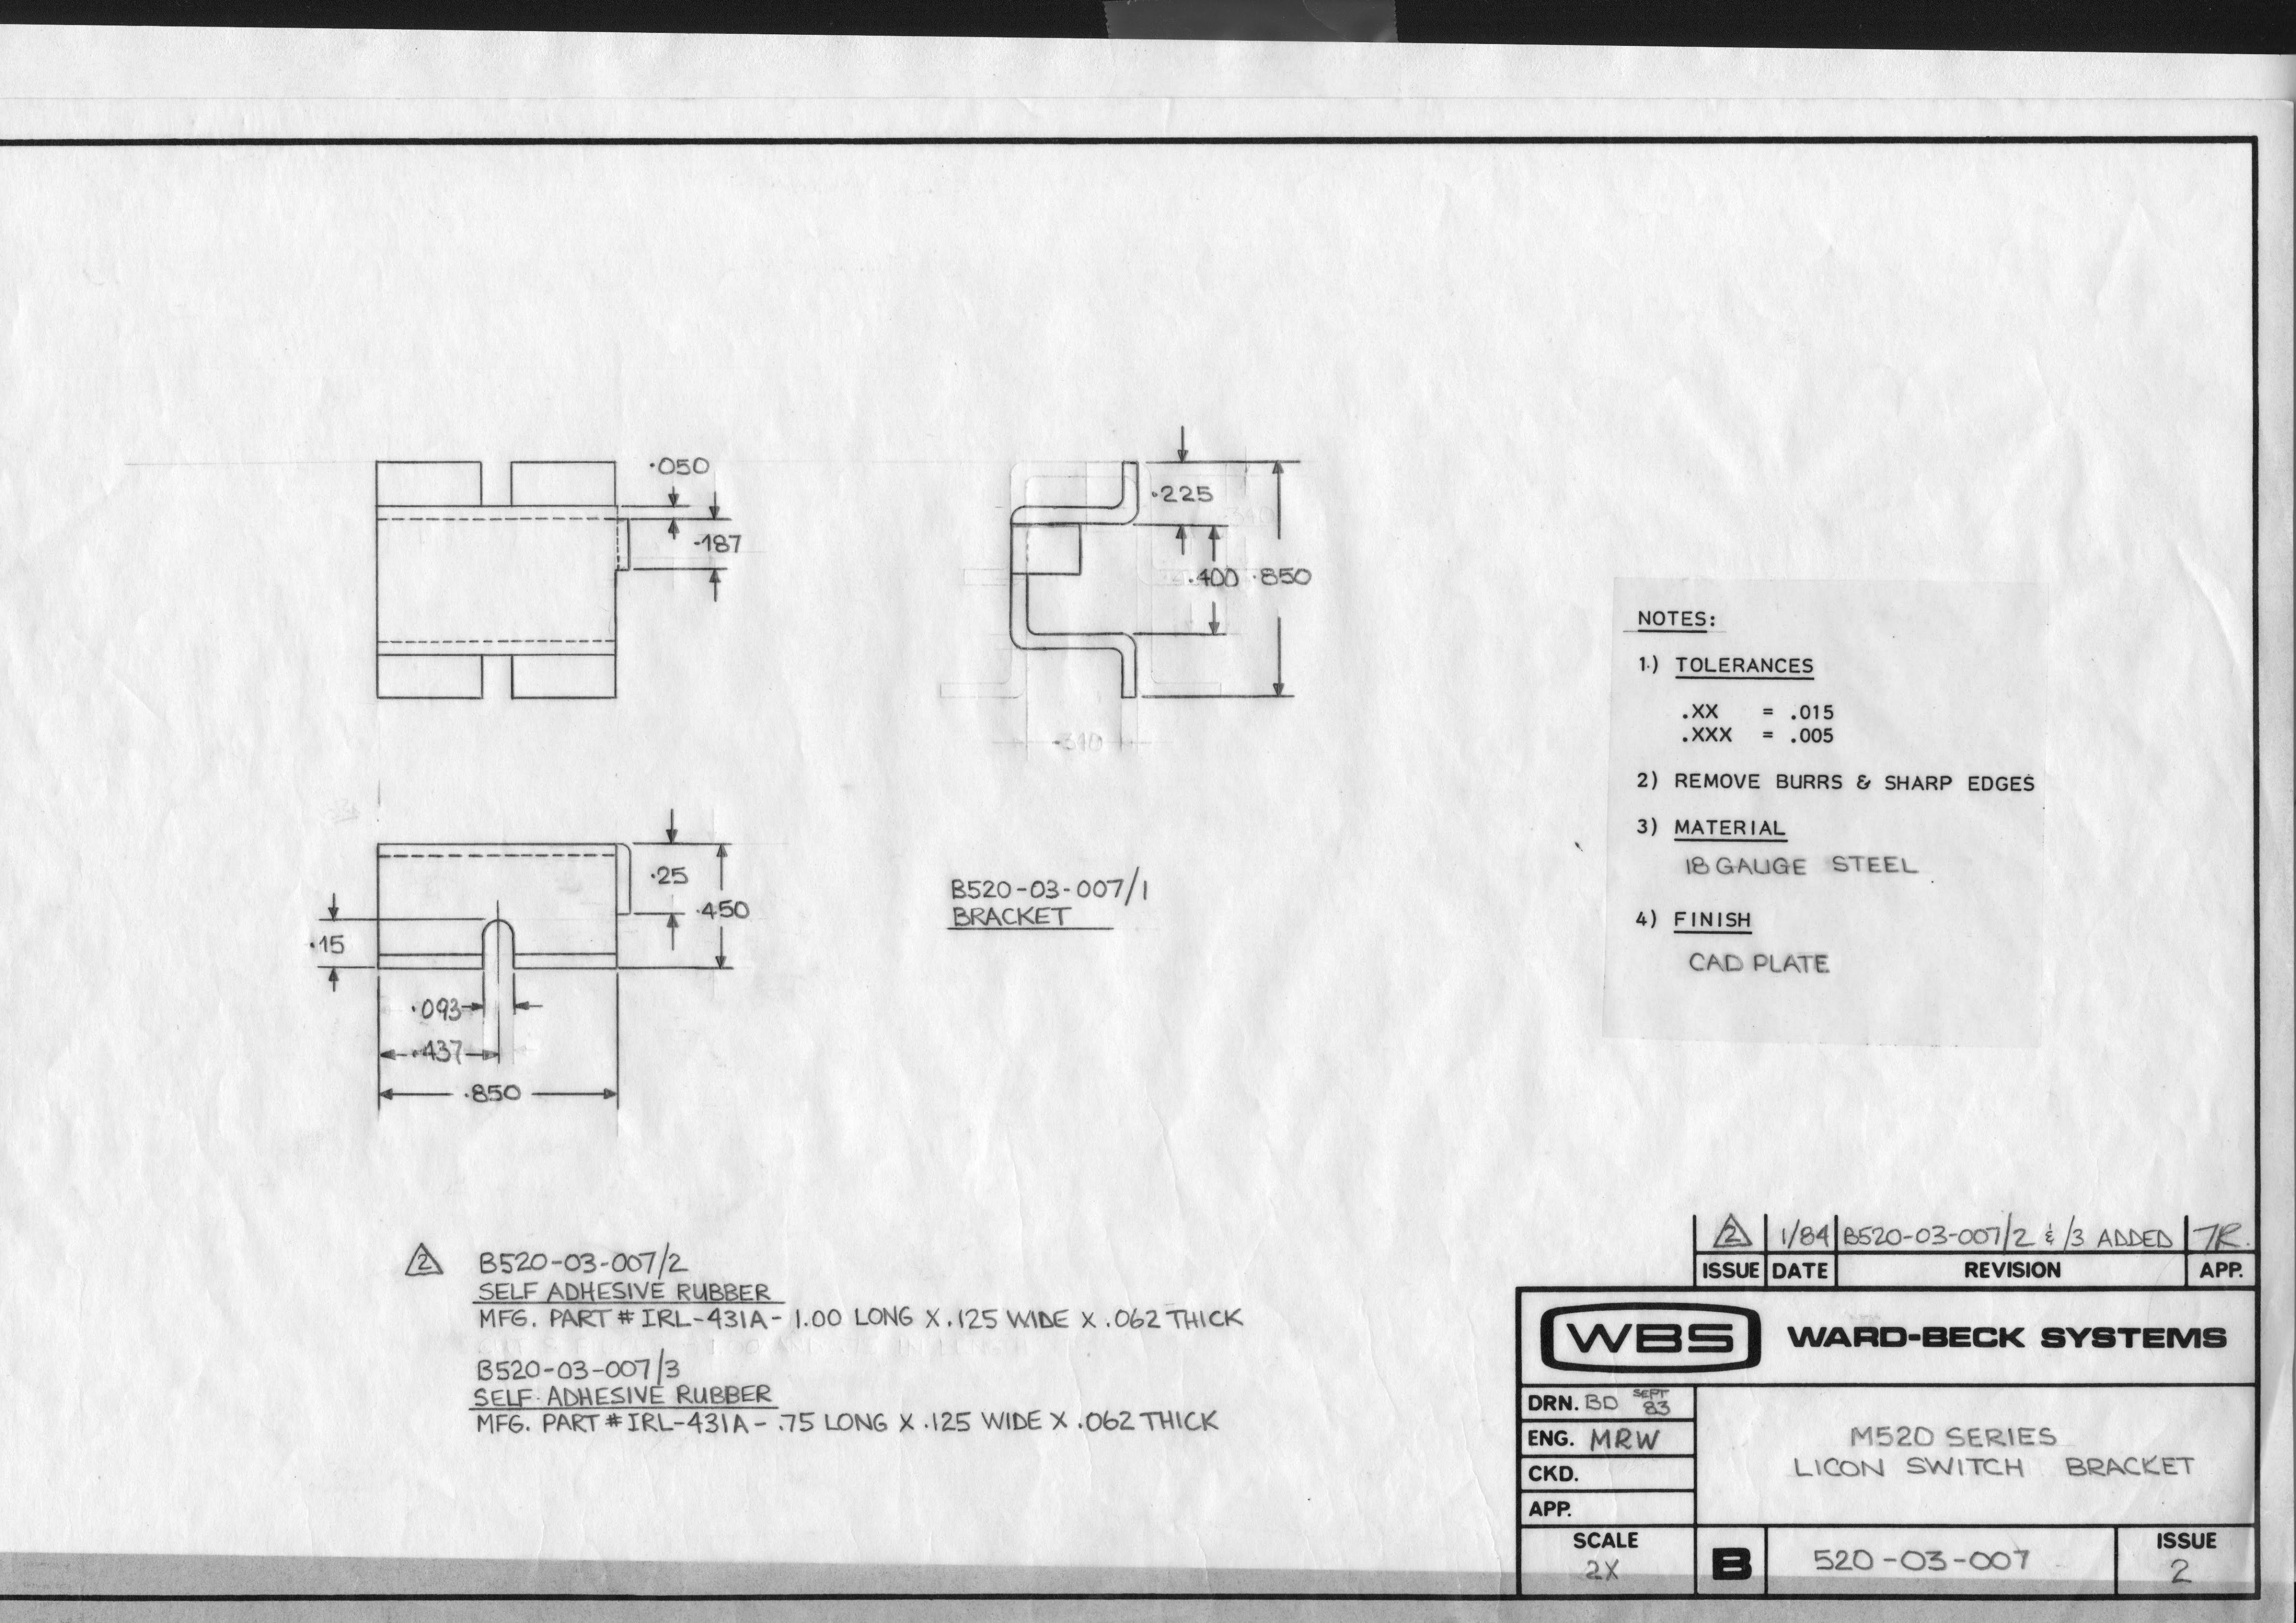 .050
.187
.225
.400 .850
.310
.25
.450
.15
.093
.437
.850
B520-03-007/1
BRACKET
NOTES:
1.) TOLERANCES
.XX = .015
.XXX = .005
2) REMOVE BURRS & SHARP EDGES
3) MATERIAL
18 GAUGE STEEL
4) FINISH
CAD PLATE
2 B520-03-007/2
SELF ADHESIVE RUBBER
MFG. PART # IRL-431A- 1.00 LONG X .125 WIDE X .062 THICK
B520-03-007/3
SELF ADHESIVE RUBBER
MFG. PART # IRL-431A- .75 LONG X .125 WIDE X .062 THICK
2 1/84 B520-03-007/2 & /3 ADDED TR.
ISSUE DATE REVISION APP.
WBS WARD-BECK SYSTEMS
DRN. BD SEPT 83
ENG. MRW
CKD.
APP.
M520 SERIES
LICON SWITCH BRACKET
SCALE
2X
B
520-03-007
ISSUE
2